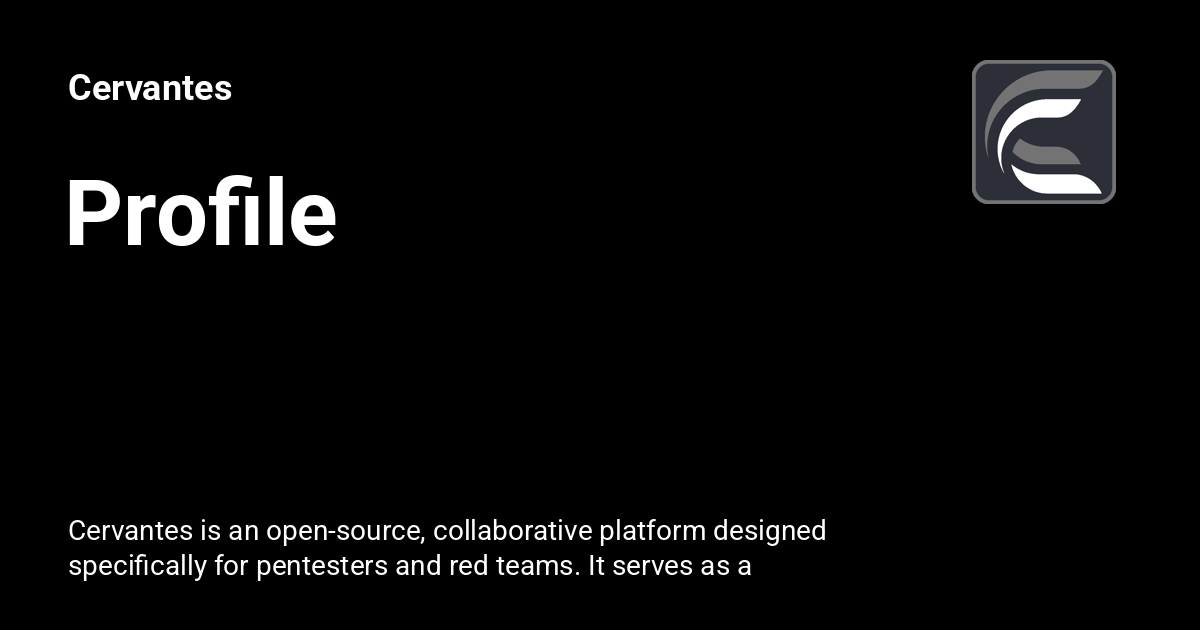 Cervantes
Profile
Cervantes is an open-source, collaborative platform designed
specifically for pentesters and red teams. It serves as a